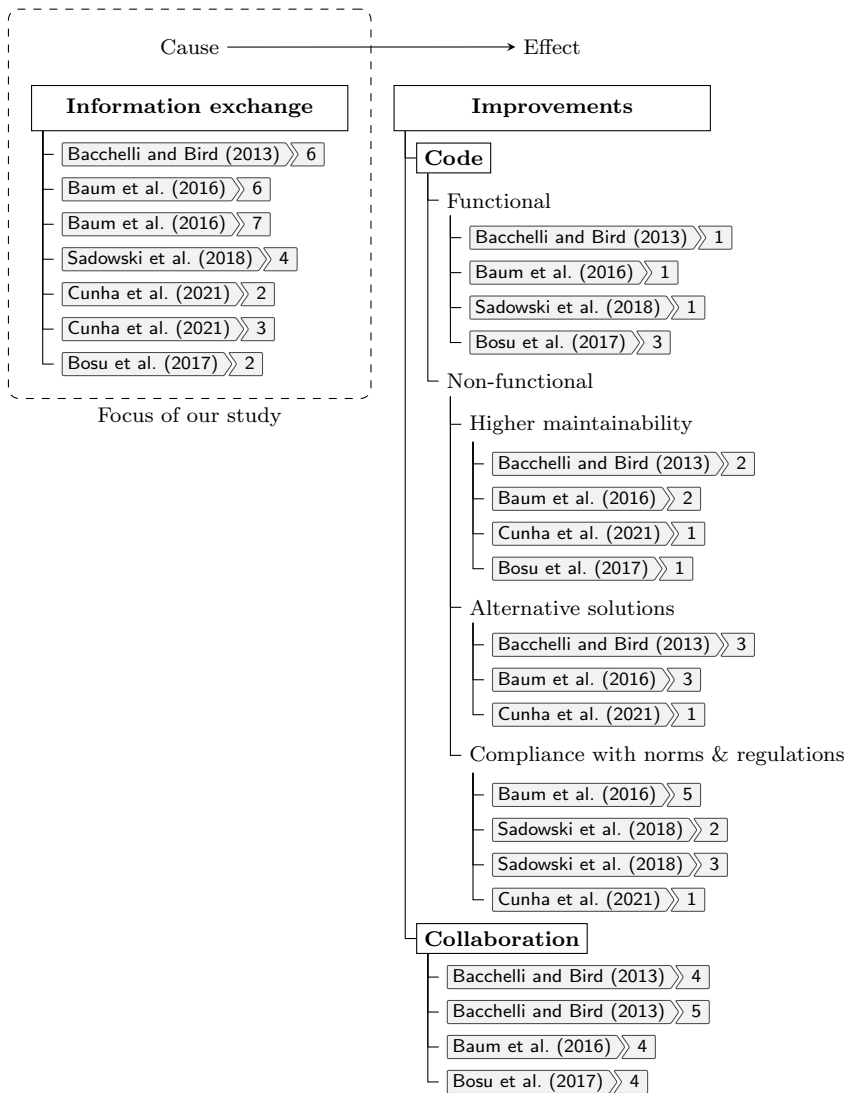 Cause
Effect
Information exchange
Bacchelli and Bird (2013) 6
Baum et al. (2016) 6
Baum et al. (2016) 7
Sadowski et al. (2018) 4
Cunha et al. (2021) 2
Cunha et al. (2021) 3
Bosu et al. (2017) 2
Focus of our study
Improvements
Code
Functional
Bacchelli and Bird (2013) 1
Baum et al. (2016) 1
Sadowski et al. (2018) 1
Bosu et al. (2017) 3
Non-functional
Higher maintainability
Bacchelli and Bird (2013) 2
Baum et al. (2016) 2
Cunha et al. (2021) 1
Bosu et al. (2017) 1
Alternative solutions
Bacchelli and Bird (2013) 3
Baum et al. (2016) 3
Cunha et al. (2021) 1
Compliance with norms & regulations
Baum et al. (2016) 5
Sadowski et al. (2018) 2
Sadowski et al. (2018) 3
Cunha et al. (2021) 1
Collaboration
Bacchelli and Bird (2013) 4
Bacchelli and Bird (2013) 5
Baum et al. (2016) 4
Bosu et al. (2017) 4